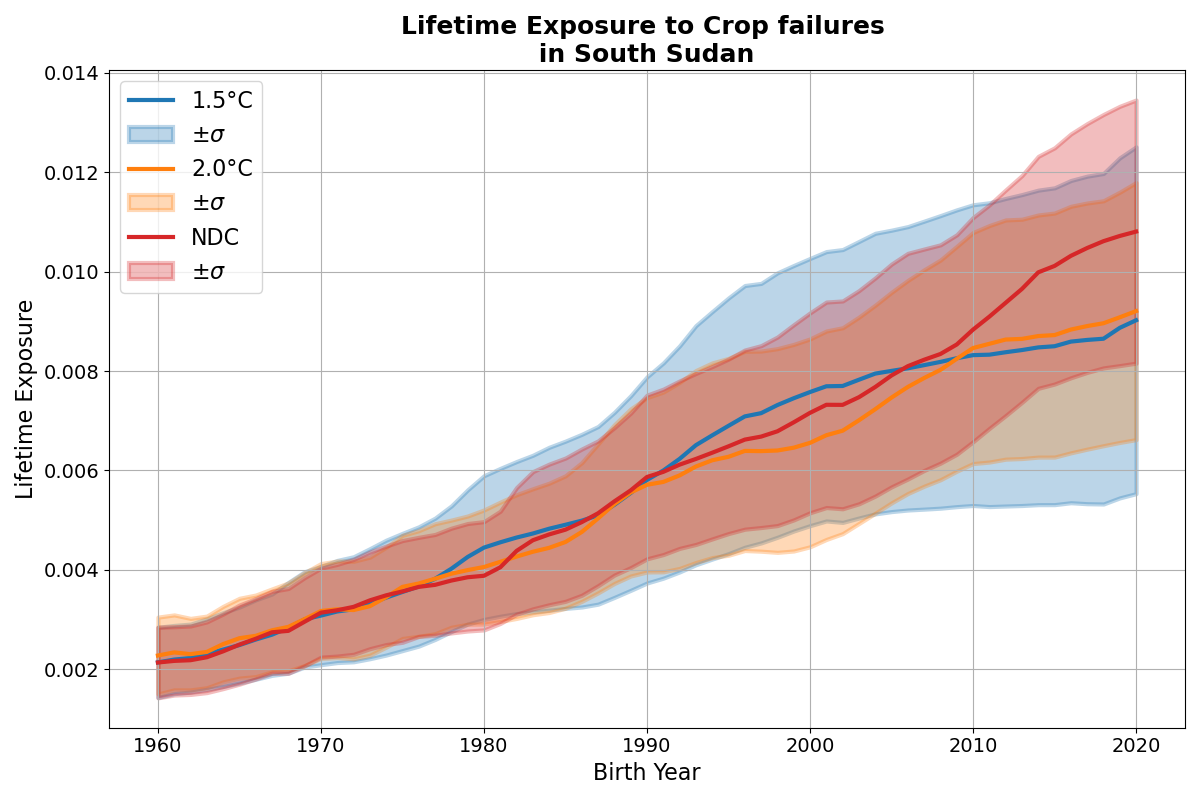 Lifetime Exposure to Crop failures
in South Sudan
0.014
0.012
0.010
0.008
0.006
0.004
0.002
Lifetime Exposure
1.5°C
±σ
2.0°C
±σ
NDC
±σ
1960 1970 1980 1990 2000 2010 2020
Birth Year